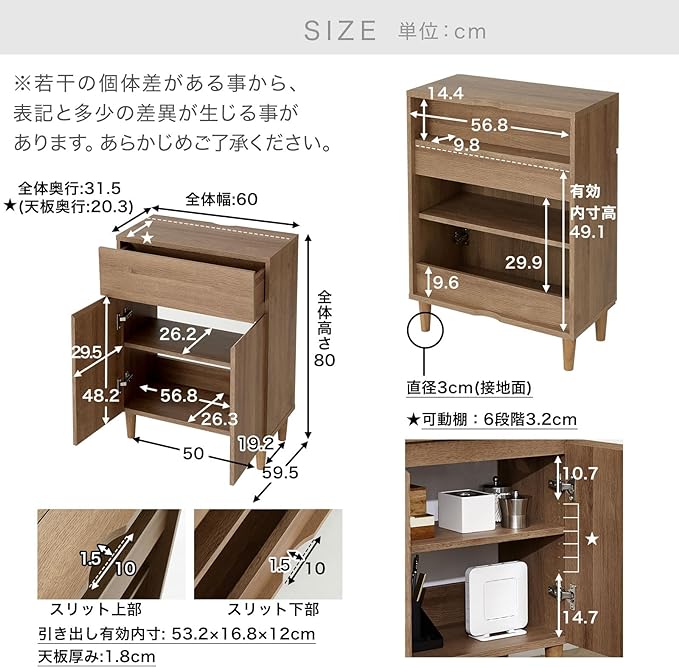 SIZE 単位:cm
※若干の個体差がある事から、
表記と多少の差異が生じる事が
あります。あらかじめご了承ください。
全体奥行:31.5
★(天板奥行:20.3)
全体幅:60
★
全体高さ80
26.2
29.5
48.2
56.8
26.3
50
19.2
59.5
14.4
56.8
9.8
有効
内寸高
49.1
29.9
9.6
直径3cm(接地面)
★可動棚:6段階3.2cm
1.5
10
スリット上部
1.5
10
スリット下部
引き出し有効内寸: 53.2×16.8×12cm
天板厚み:1.8cm
10.7
★
14.7